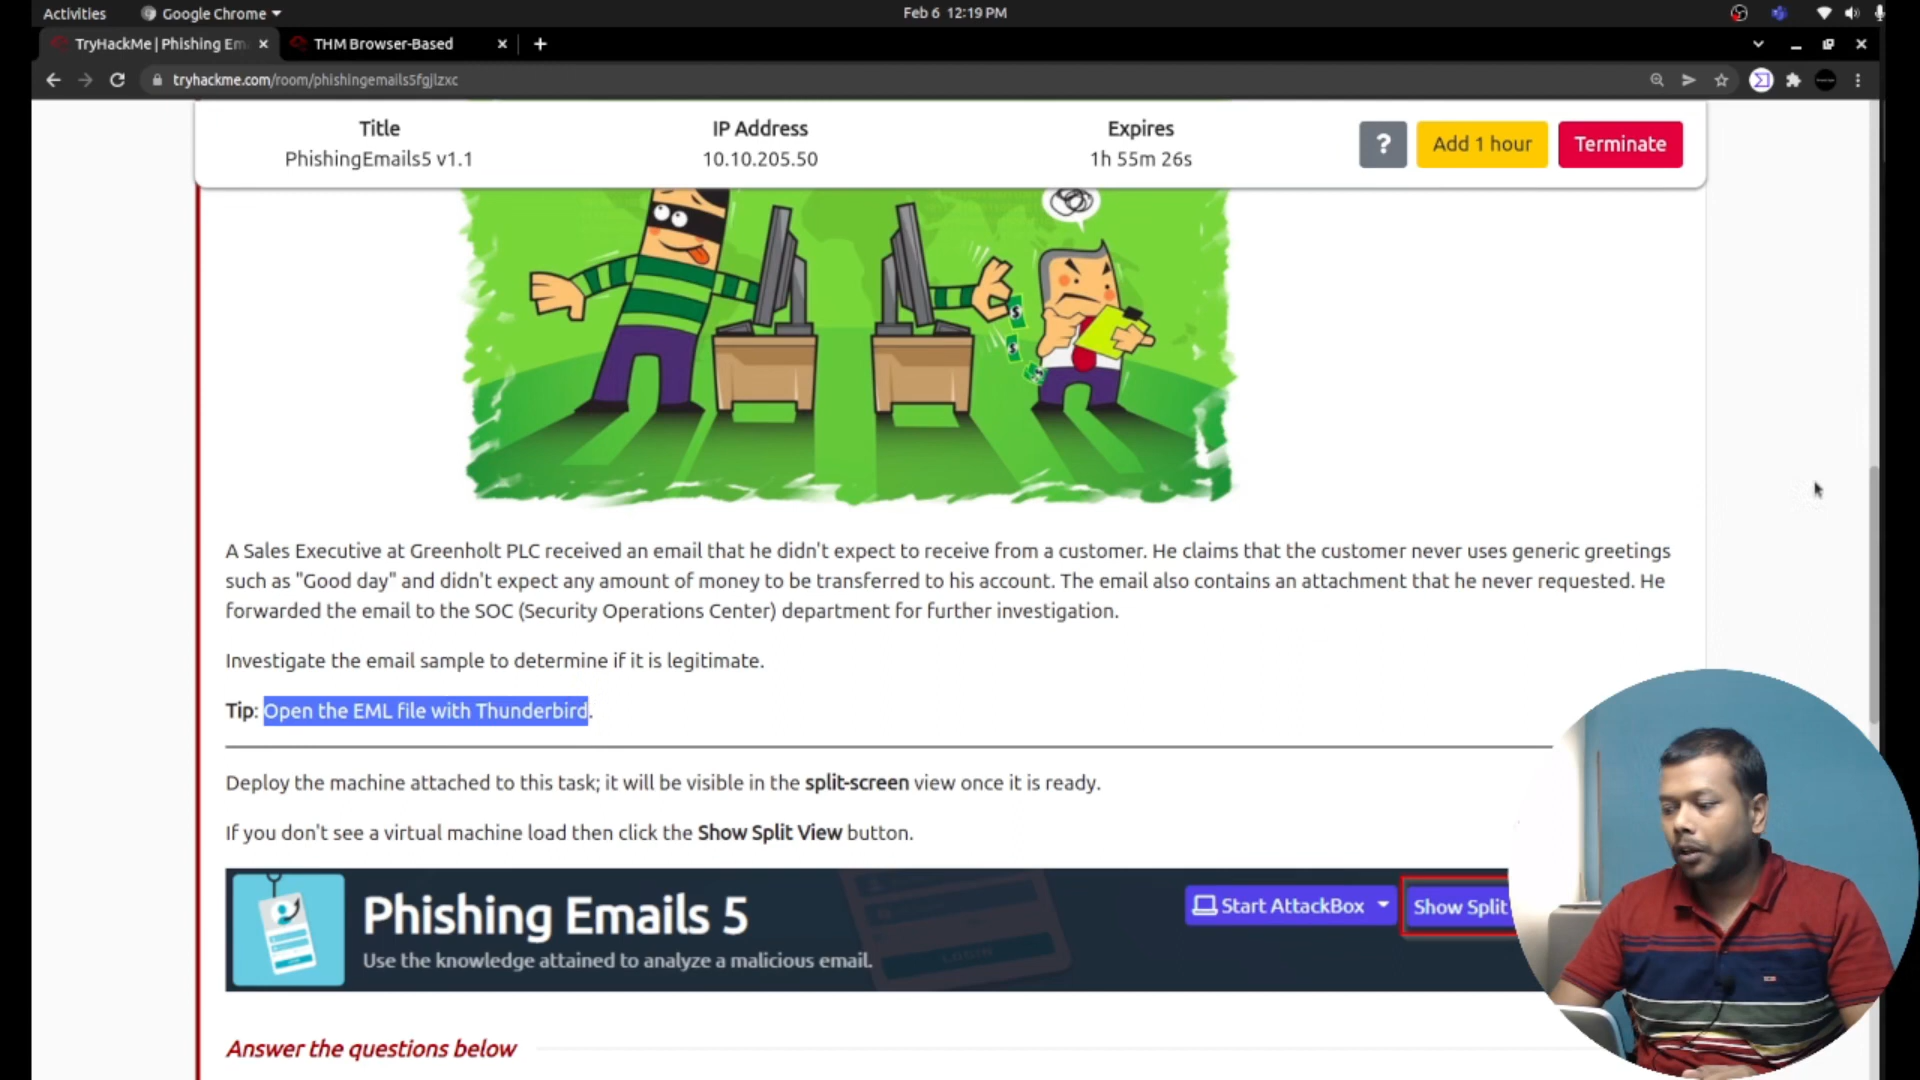 Activities
Google Chrome
Feb 6 12:19 PM
TryHackMe | Phishing Em
THM Browser-Based
tryhackme.com/room/phishingemails5fgjlzxc
Title
IP Address
Expires
PhishingEmails5 v1.1
10.10.205.50
1h 55m 26s
?
Add 1 hour
Terminate
$
$
A Sales Executive at Greenholt PLC received an email that he didn't expect to receive from a customer. He claims that the customer never uses generic greetings
such as "Good day" and didn't expect any amount of money to be transferred to his account. The email also contains an attachment that he never requested. He
forwarded the email to the SOC (Security Operations Center) department for further investigation.
Investigate the email sample to determine if it is legitimate.
Tip: Open the EML file with Thunderbird.
Deploy the machine attached to this task; it will be visible in the split-screen view once it is ready.
If you don't see a virtual machine load then click the Show Split View button.
Phishing Emails 5
Use the knowledge attained to analyze a malicious email.
LOGIN
Start AttackBox
Show Split
Answer the questions below